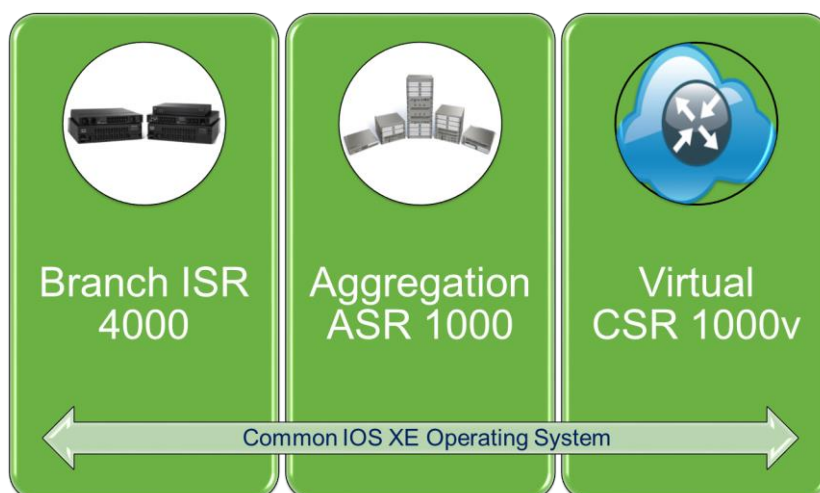 Branch ISR
4000
Aggregation
ASR 1000
Virtual
CSR 1000v
Common IOS XE Operating System